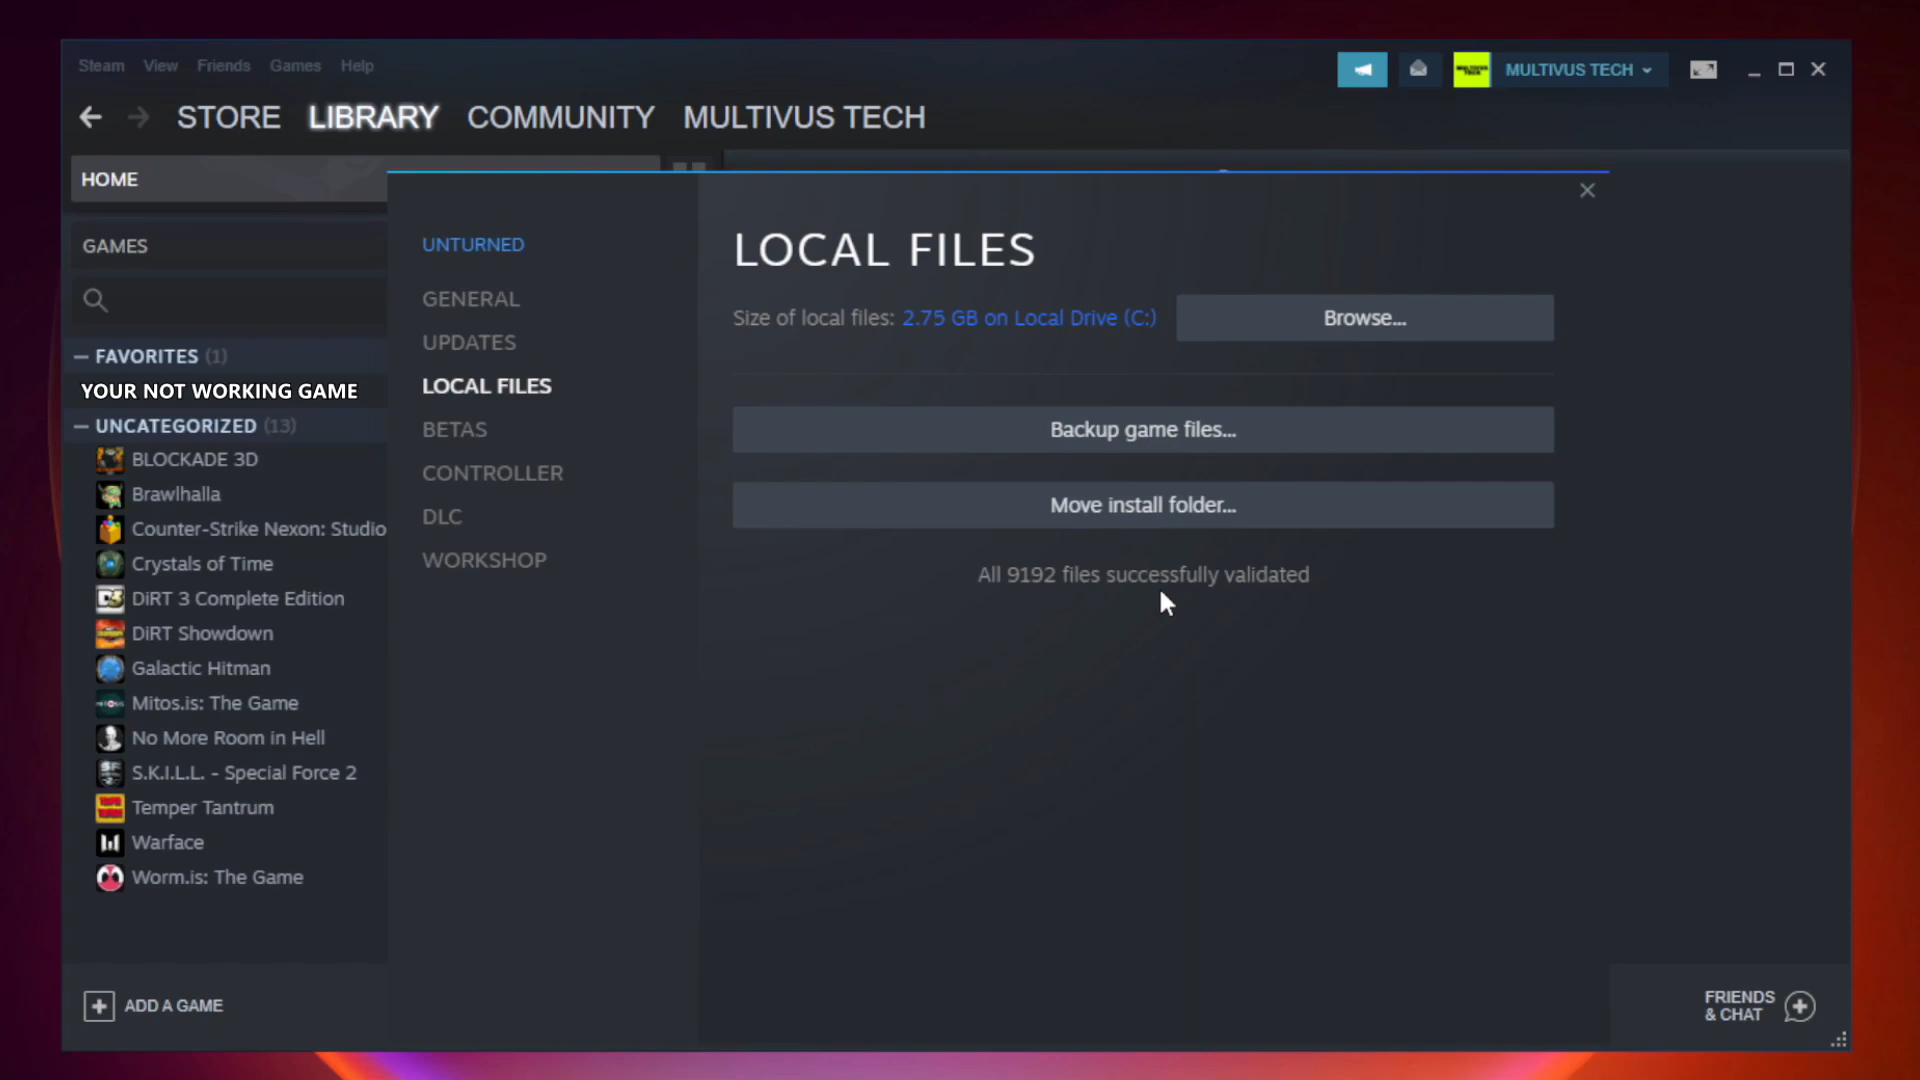 Steam View Friends Games Help
MULTIVUS TECH
STORE LIBRARY COMMUNITY MULTIVUS TECH
HOME
GAMES
— FAVORITES (1)
YOUR NOT WORKING GAME
— UNCATEGORIZED (13)
BLOCKADE 3D
Brawlhalla
Counter-Strike Nexon: Studio
Crystals of Time
DiRT 3 Complete Edition
DiRT Showdown
Galactic Hitman
Mitos.is: The Game
No More Room in Hell
S.K.I.L.L. - Special Force 2
Temper Tantrum
Warface
Worm.is: The Game
ADD A GAME
UNTURNED
GENERAL
UPDATES
LOCAL FILES
BETAS
CONTROLLER
DLC
WORKSHOP
LOCAL FILES
Size of local files: 2.75 GB on Local Drive (C:) Browse...
Backup game files...
Move install folder...
All 9192 files successfully validated
FRIENDS
& CHAT